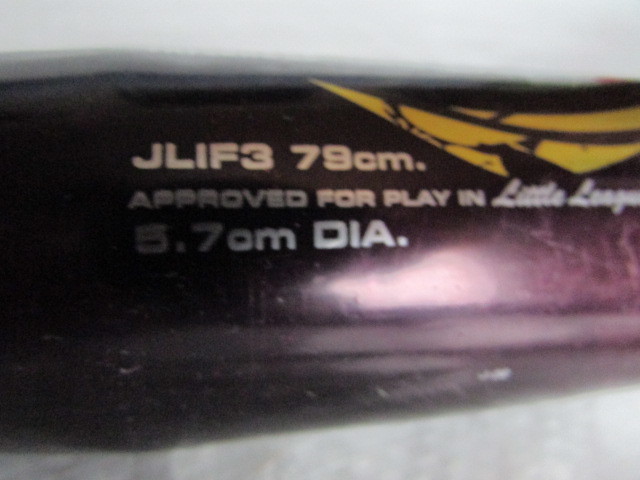 JLIF3 79cm.
APPROVED FOR PLAY IN Little League
5.7cm DIA.